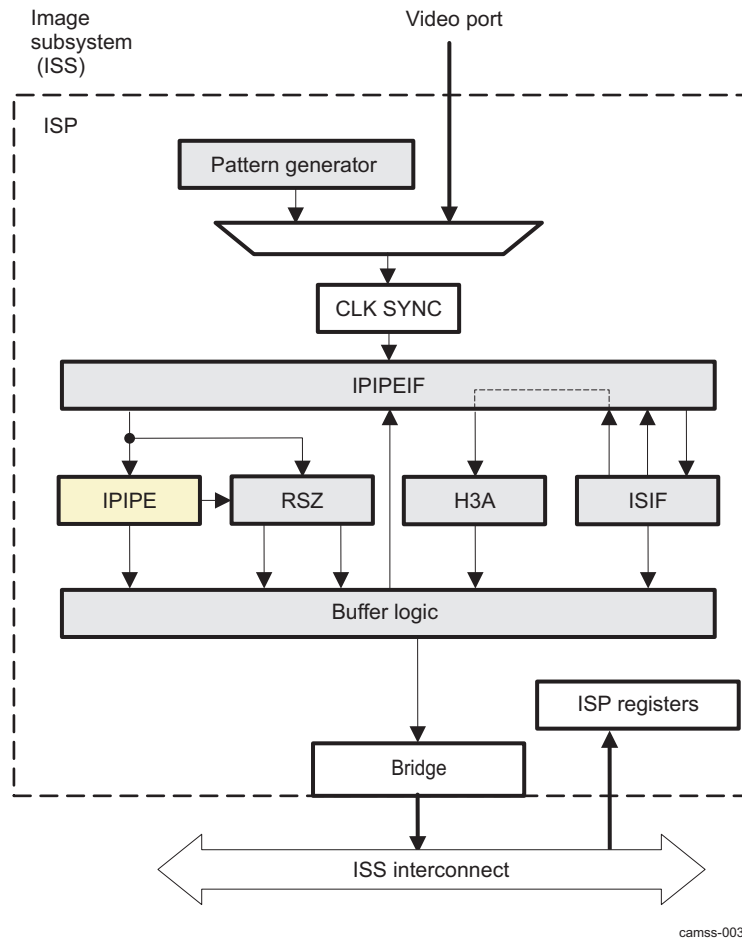 Image
subsystem
(ISS)
Video port
ISP
Pattern generator
CLK SYNC
IPIPEIF
IPIPE
RSZ
H3A
ISIF
Buffer logic
ISP registers
Bridge
ISS interconnect
camss-003